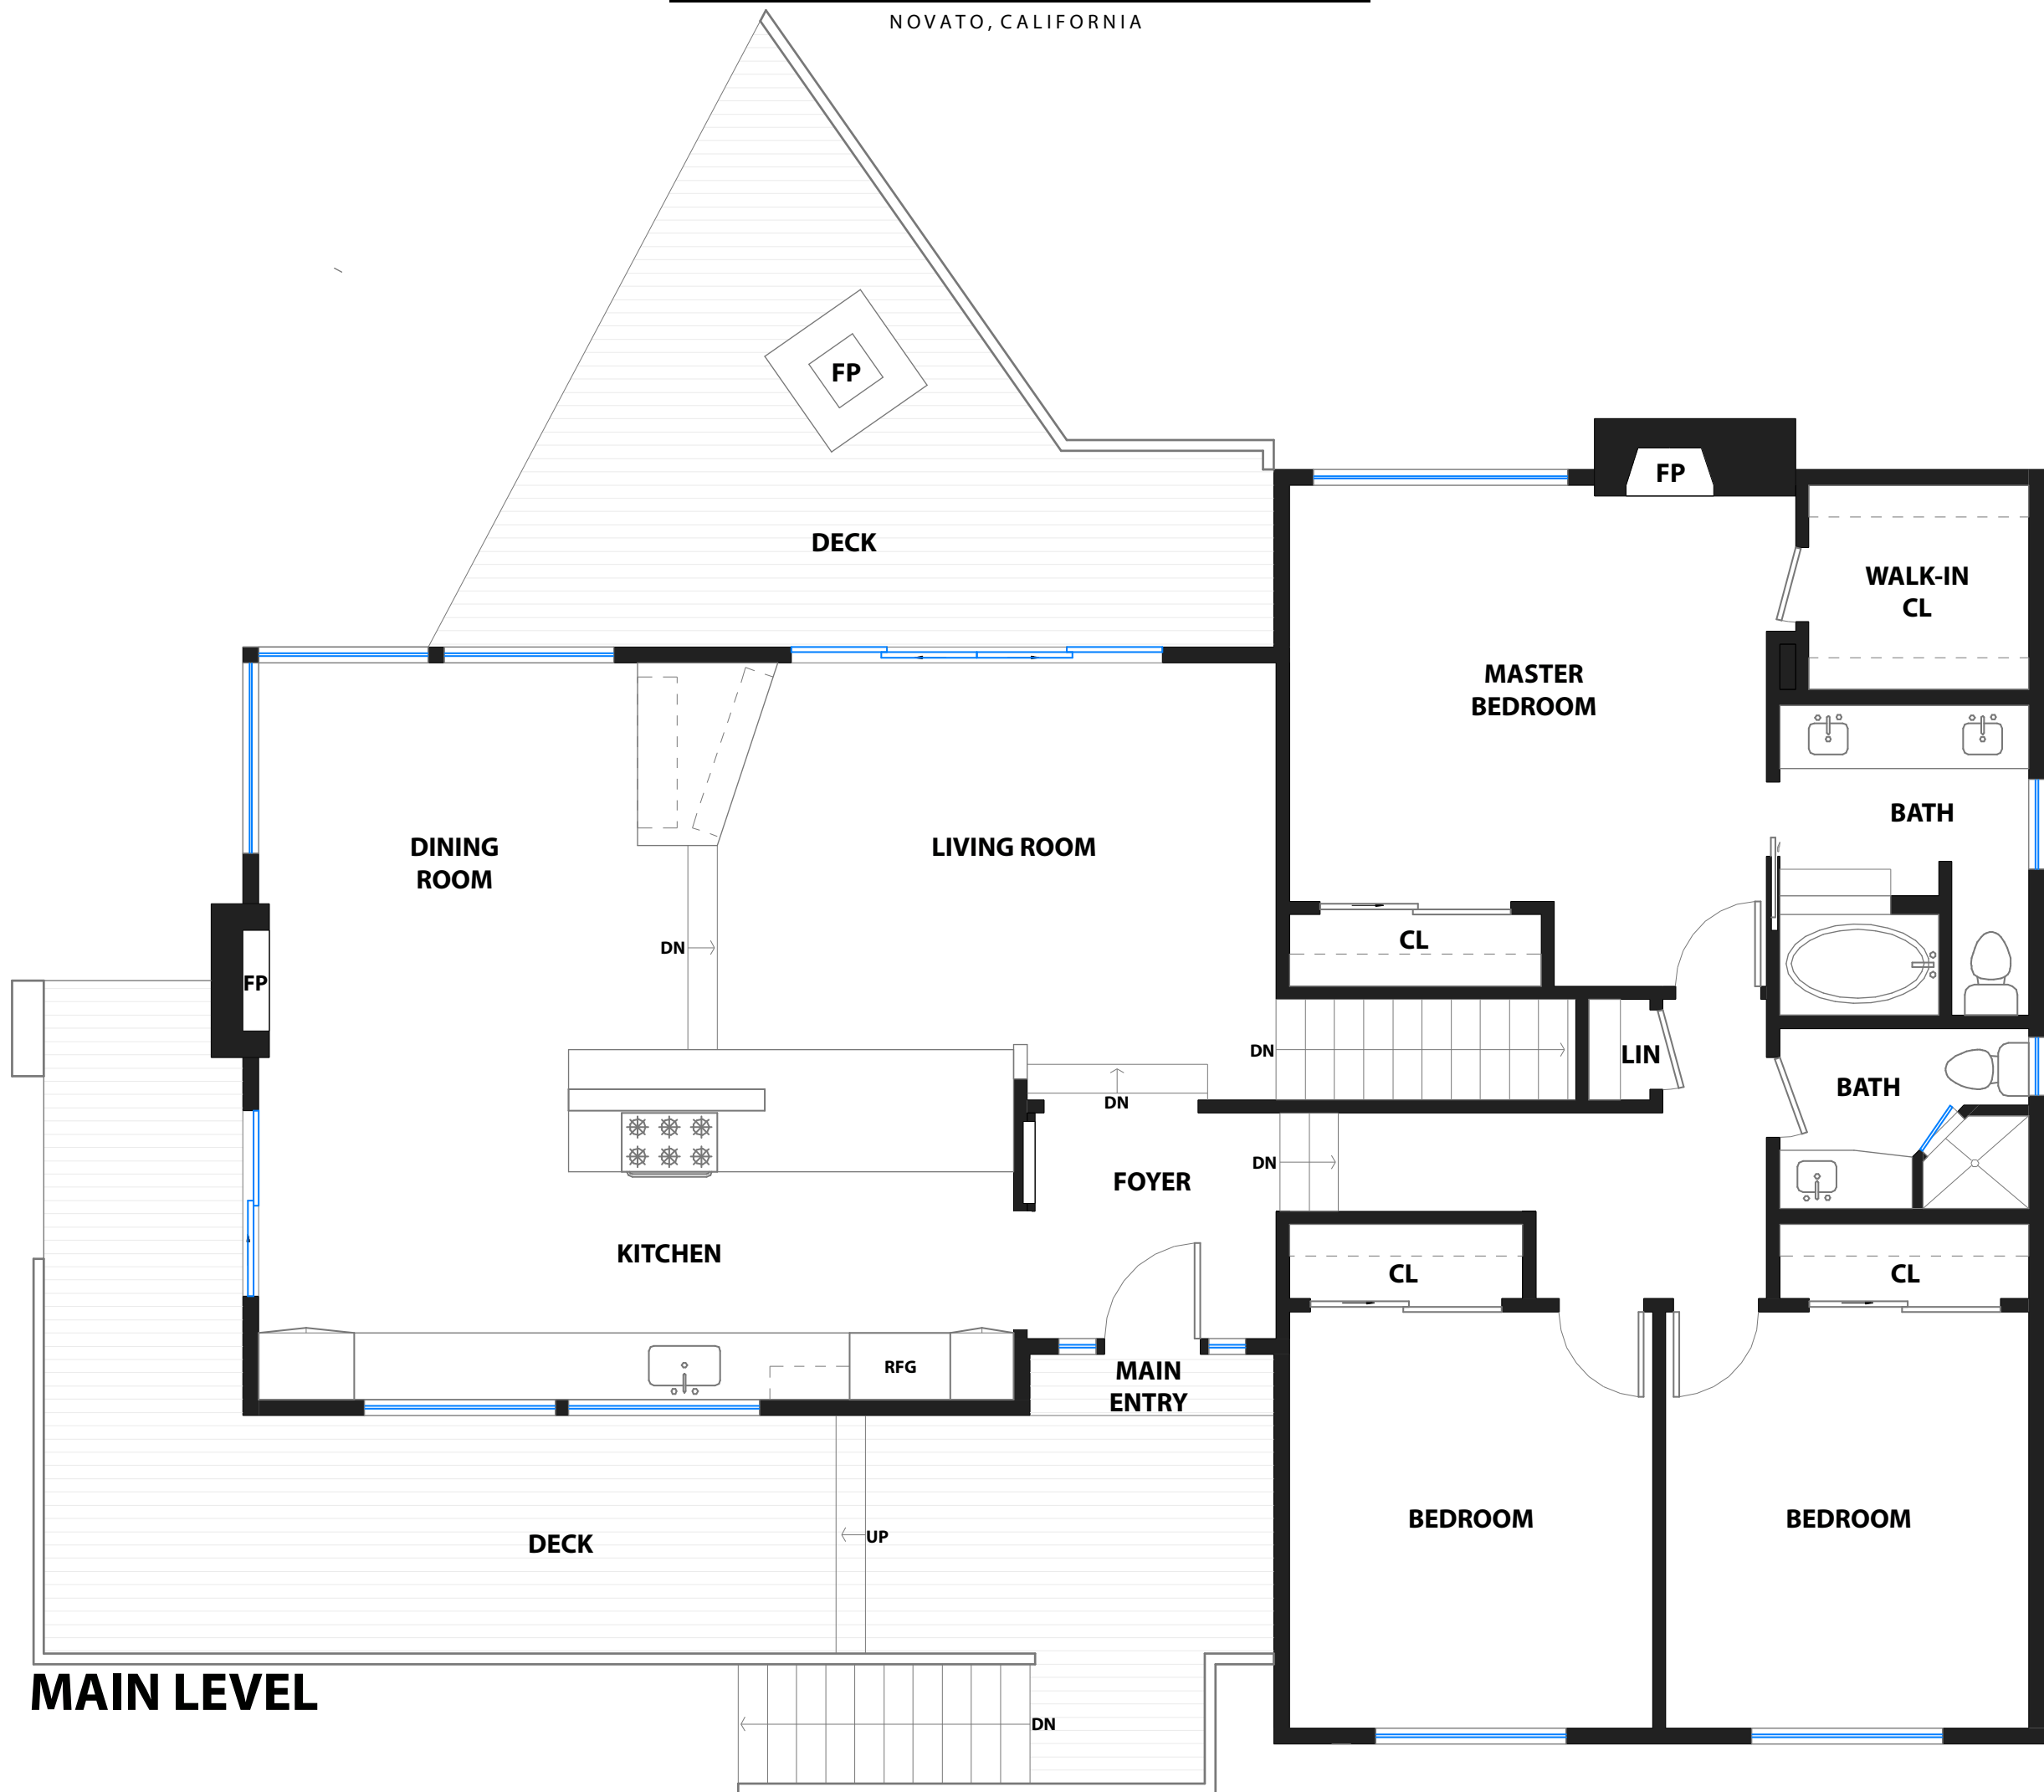 NOVATO, CALIFORNIA
FP
FP
DECK
WALK-IN
CL
MASTER
BEDROOM
BATH
DINING
ROOM
LIVING ROOM
CL
DN
FP
DN
LIN
BATH
DN
DN
FOYER
KITCHEN
CL
CL
RFG
MAIN
ENTRY
BEDROOM
BEDROOM
DECK
UP
MAIN LEVEL
DN